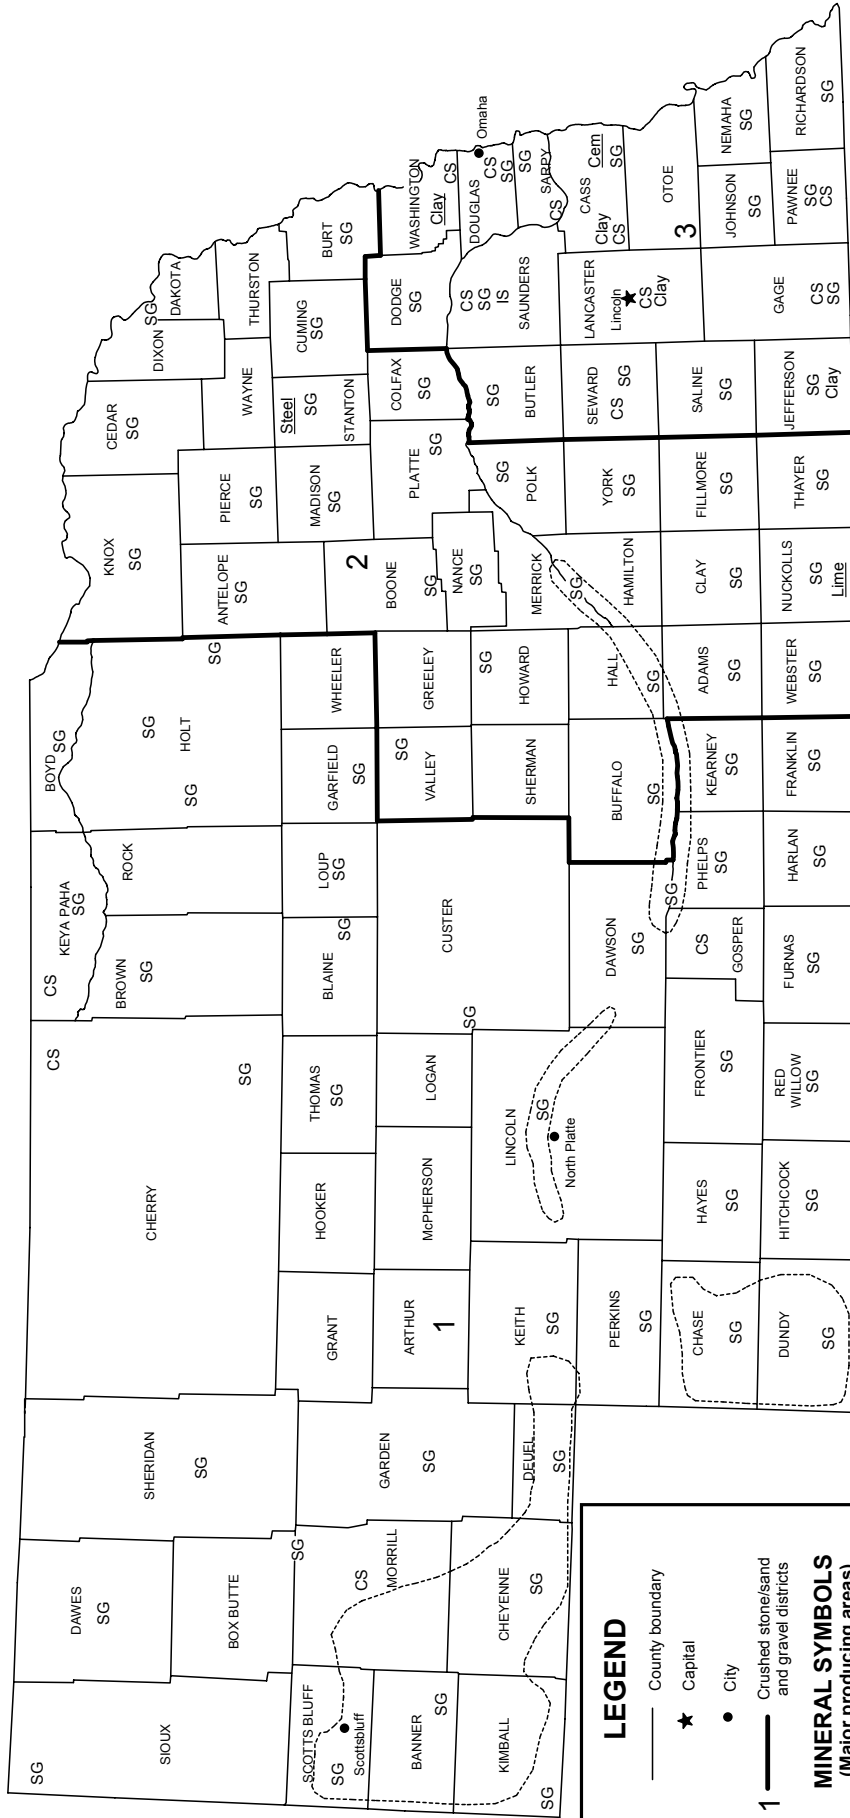 SIOUX
SG
DAWES
SG
BOX BUTTE
SHERIDAN
SG
SG
SCOTTS BLUFF
SG
Scottsbluff
BANNER
SG
KIMBALL
SG
CS
MORRILL
CHEYENNE
SG
GARDEN
SG
DEUEL
SG
CHERRY
CS
SG
GRANT
HOOKER
THOMAS
SG
ARTHUR
1
McPHERSON
LOGAN
KEITH
SG
PERKINS
SG
LINCOLN
SG
North Platte
CHASE
SG
DUNDY
SG
HAYES
SG
HITCHCOCK
SG
FRONTIER
SG
RED
WILLOW
SG
CS
KEYA PAHA
SG
BROWN
SG
ROCK
BLAINE
SG
LOUP
SG
CUSTER
SG
DAWSON
SG
CS
GOSPER
FURNAS
SG
SG
PHELPS
SG
HARLAN
SG
BOYD
SG
SG
SG
HOLT
SG
GARFIELD
SG
WHEELER
SG
VALLEY
GREELEY
SHERMAN
SG
HOWARD
BUFFALO
SG
HALL
SG
KEARNEY
SG
FRANKLIN
SG
ADAMS
SG
WEBSTER
SG
KNOX
SG
ANTELOPE
SG
PIERCE
SG
MADISON
SG
2
BOONE
SG
NANCE
SG
PLATTE
SG
MERRICK
SG
HAMILTON
SG
POLK
YORK
SG
CLAY
SG
FILLMORE
SG
NUCKOLLS
SG
Lime
THAYER
SG
CEDAR
SG
DIXON
SG
DAKOTA
WAYNE
THURSTON
Steel
SG
STANTON
CUMING
SG
BURT
SG
COLFAX
SG
DODGE
SG
WASHINGTON
Clay
CS
DOUGLAS
CS
SG
Omaha
SG
SARPY
CS
SG
BUTLER
CS
SG
IS
SAUNDERS
CASS
Cem
Clay
SG
CS
SEWARD
CS SG
LANCASTER
Lincoln
CS
Clay
OTOE
3
SALINE
SG
JEFFERSON
SG
Clay
GAGE
CS
SG
JOHNSON
SG
NEMAHA
SG
PAWNEE
SG
CS
RICHARDSON
SG
LEGEND
County boundary
Capital
City
1
Crushed stone/sand
and gravel districts
MINERAL SYMBOLS
(Major producing areas)